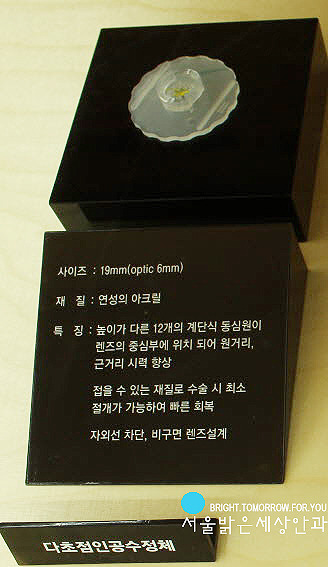 사이즈 : 19mm(optic 6mm)
재 질 : 연성의 아크릴
특 징 : 높이가 다른 12개의 계단식 동심원이
렌즈의 중심부에 위치 되어 원거리,
근거리 시력 향상
접을 수 있는 재질로 수술 시 최소
절개가 가능하여 빠른 회복
자외선 차단, 비구면 렌즈설계
BRIGHT.TOMORROW.FOR.YOU
서울밝은세상안과
다초점인공수정체